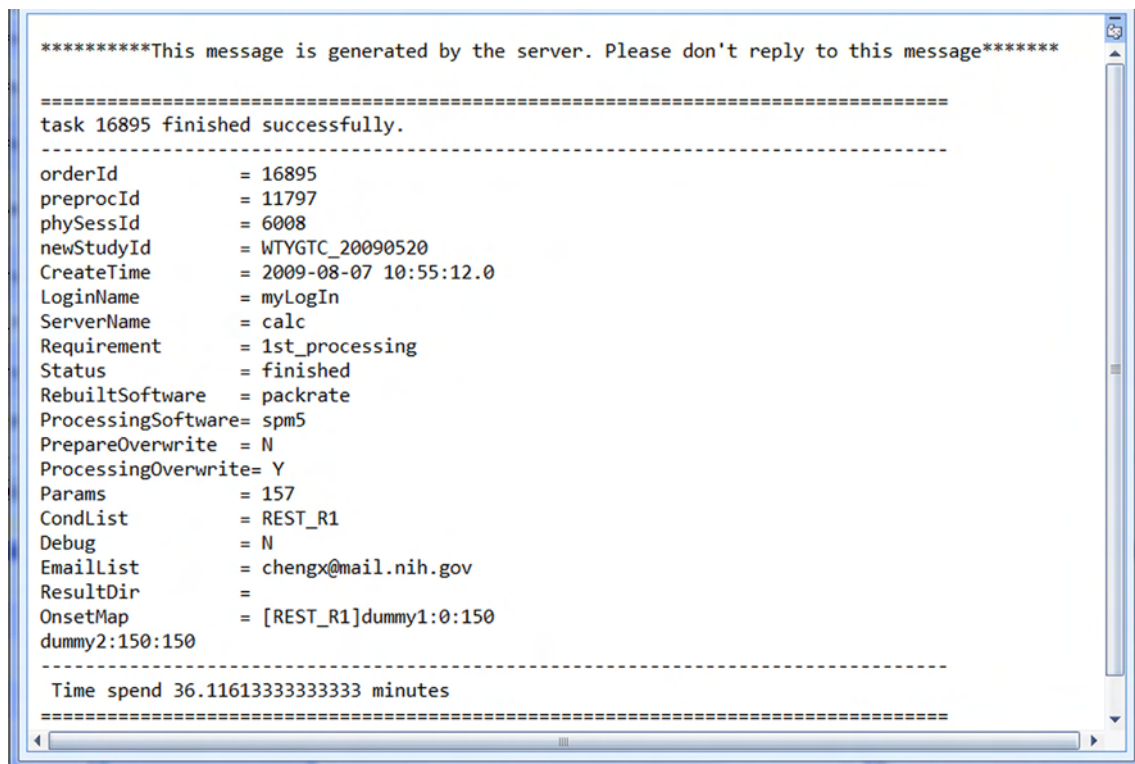 **********This message is generated by the server. Please don't reply to this message*******
==================================================================================
task 16895 finished successfully.
----------------------------------------------------------------------------------
orderId           = 16895
preprocId         = 11797
phySessId         = 6008
newStudyId        = WTYGTC_20090520
CreateTime        = 2009-08-07 10:55:12.0
LoginName         = myLogIn
ServerName        = calc
Requirement       = 1st_processing
Status            = finished
RebuiltSoftware   = packrate
ProcessingSoftware= spm5
PrepareOverwrite  = N
ProcessingOverwrite= Y
Params            = 157
CondList          = REST_R1
Debug             = N
EmailList         = chengx@mail.nih.gov
ResultDir         =
OnsetMap          = [REST_R1]dummy1:0:150
dummy2:150:150
----------------------------------------------------------------------------------
 Time spend 36.11613333333333 minutes
==================================================================================